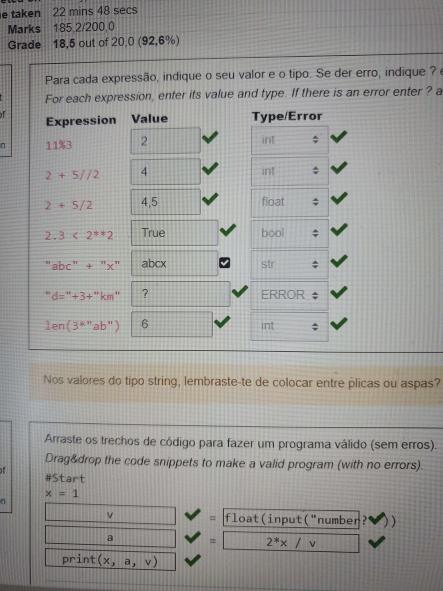 taken 22 mins 48 secs
Marks 185,2/200,0
Grade 18,5 out of 20,0 (92,6%)
Para cada expressão, indique o seu valor e o tipo. Se der erro, indique ?
For each expression, enter its value and type. If there is an error enter ? a
Expression Value Type/Error
11%3 2 int
2 + 5//2 4 int
2 + 5/2 4,5 float
2.3 < 2**2 True bool
"abc" + "x" abcx str
"d="+3+"km" ? ERROR
len(3*"ab") 6 int
Nos valores do tipo string, lembraste-te de colocar entre plicas ou aspas?
Arraste os trechos de código para fazer um programa válido (sem erros).
Drag&drop the code snippets to make a valid program (with no errors).
#Start
x = 1
v = float(input("number? "))
a = 2*x / v
print(x, a, v)